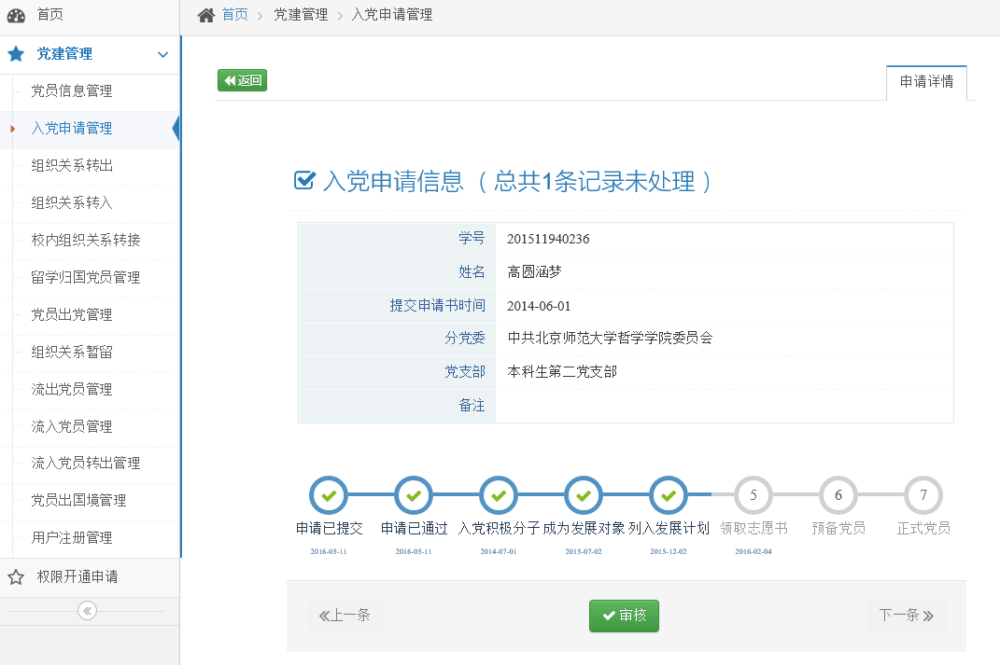 首页
党建管理
党员信息管理
入党申请管理
组织关系转出
组织关系转入
校内组织关系转接
留学归国党员管理
党员出党管理
组织关系暂留
流出党员管理
流入党员管理
流入党员转出管理
党员出国境管理
用户注册管理
权限开通申请
首页 党建管理 入党申请管理
返回
申请详情
入党申请信息（总共1条记录未处理）
学号 201511940236
姓名 高圆涵梦
提交申请书时间 2014-06-01
分党委 中共北京师范大学哲学学院委员会
党支部 本科生第二党支部
备注
5 6 7
申请已提交 申请已通过 入党积极分子 成为发展对象 列入发展计划 领取志愿书 预备党员 正式党员
2016-05-11 2016-05-11 2014-07-01 2015-07-02 2015-12-02 2016-02-04
上一条 审核 下一条